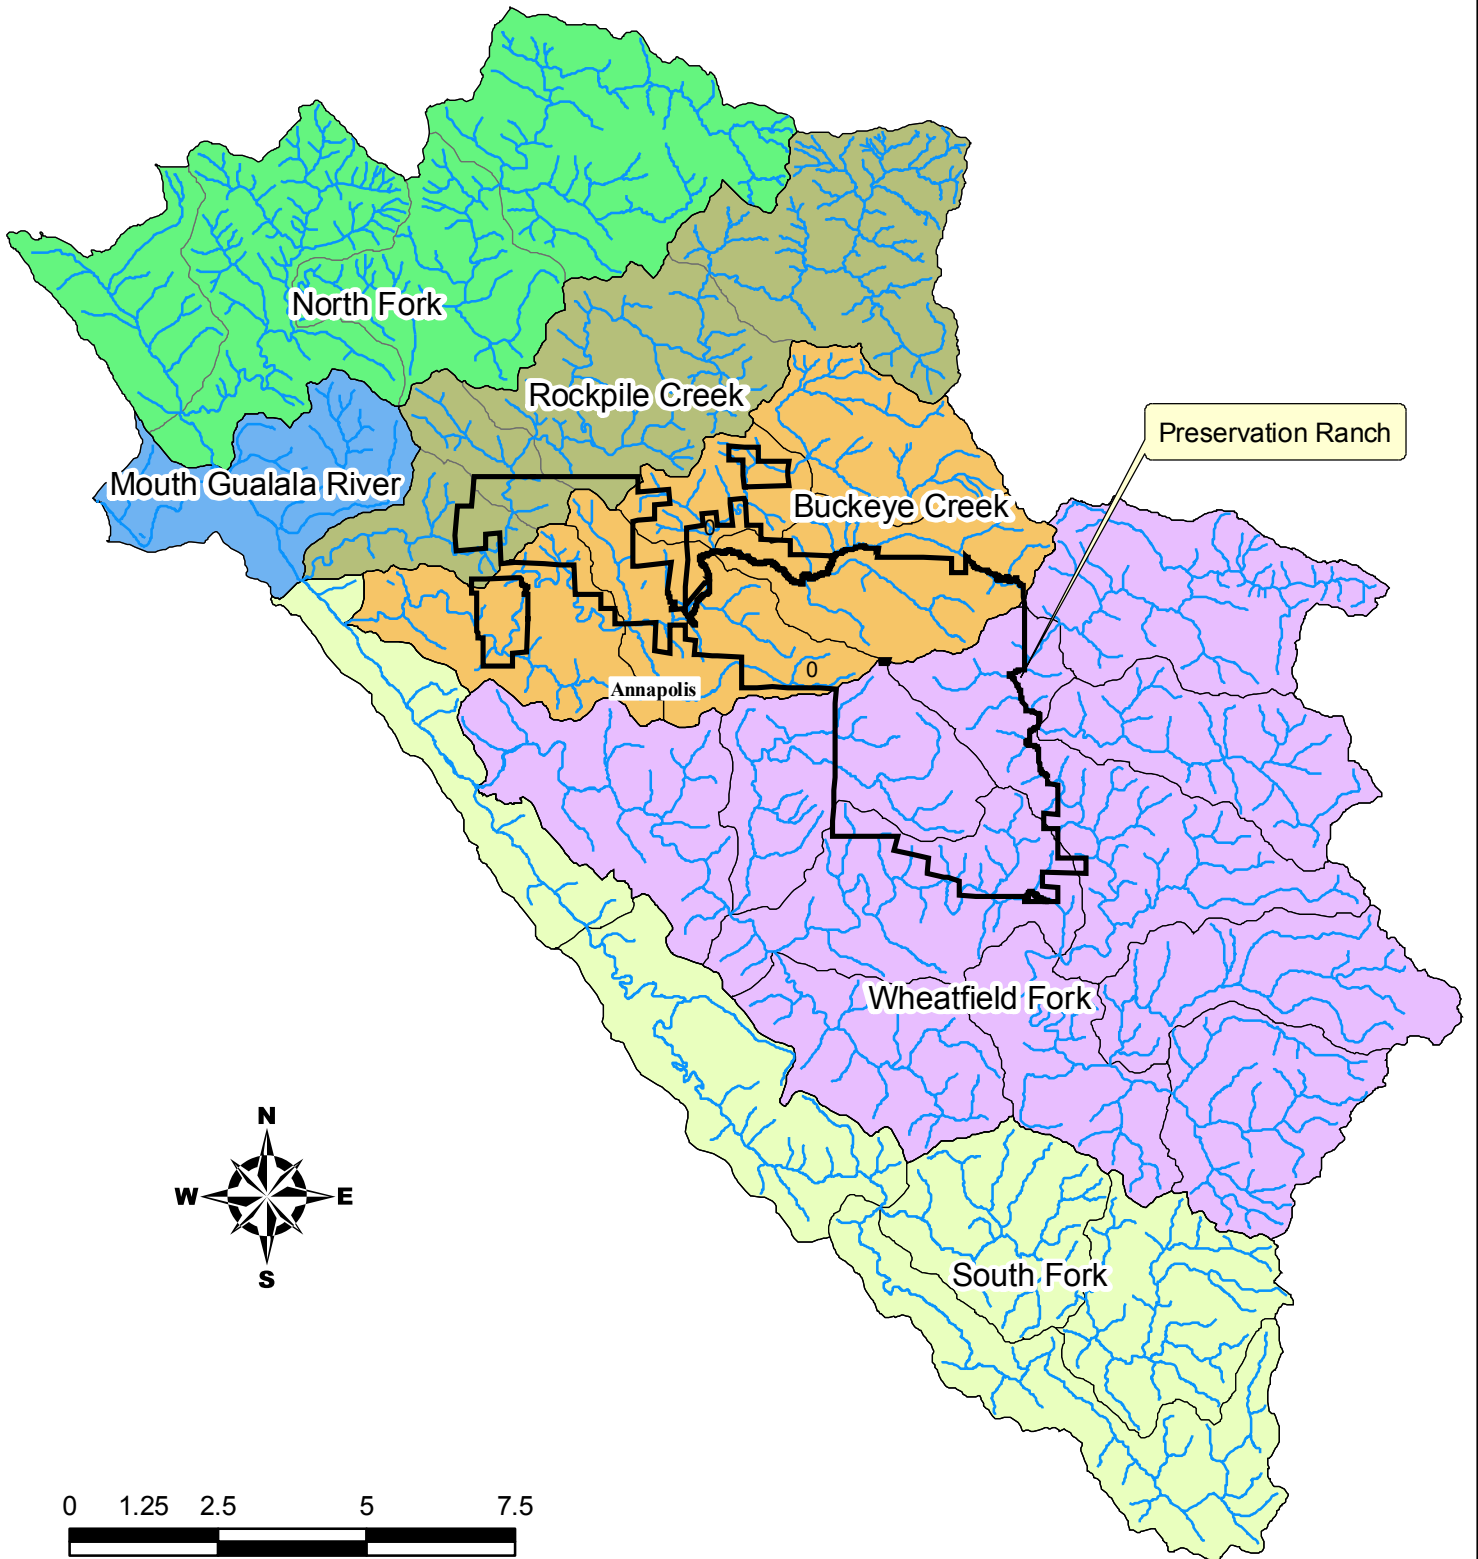 North Fork
Rockpile Creek
Preservation Ranch
Mouth Gualala River
Buckeye Creek
0
0
Annapolis
Wheatfield Fork
N
W
E
S
South Fork
0 1.25 2.5 5 7.5